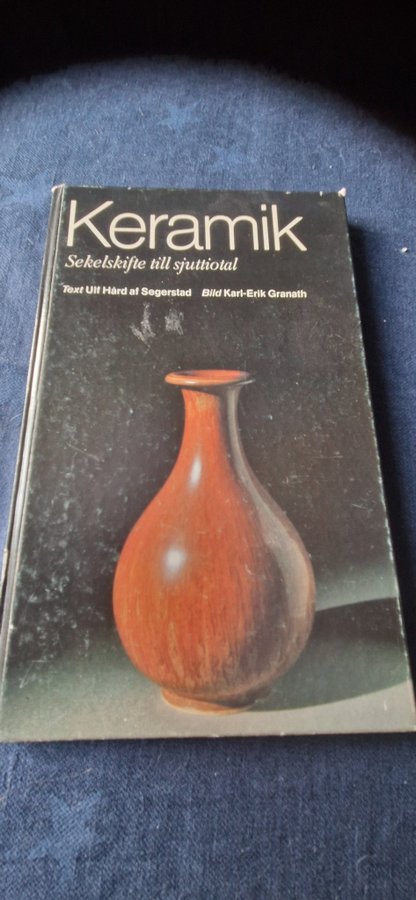 Keramik
Sekelskifte till sjuttiotal
Text Ulf Hård af Segerstad Bild Karl-Erik Granath